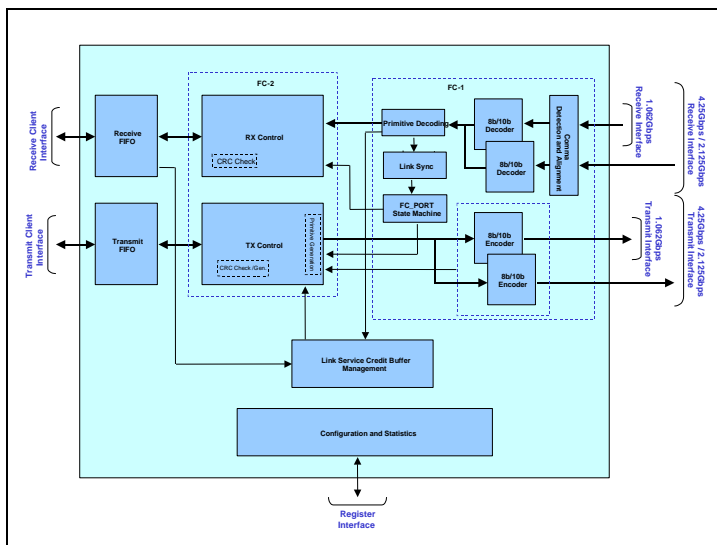 FC-2
FC-1
Receive Client
Interface
Receive
FIFO
RX Control
CRC Check
Primitive Decoding
Link Sync
FC_PORT
State Machine
8b/10b
Decoder
8b/10b
Decoder
Comma
Detection and Alignment
1.062Gbps
Receive Interface
4.25Gbps / 2.125Gbps
Receive Interface
Transmit Client
Interface
Transmit
FIFO
TX Control
CRC Check /Gen.
Primitive Generation
8b/10b
Encoder
8b/10b
Encoder
1.062Gbps
Transmit Interface
4.25Gbps / 2.125Gbps
Transmit Interface
Link Service Credit Buffer
Management
Configuration and Statistics
Register
Interface